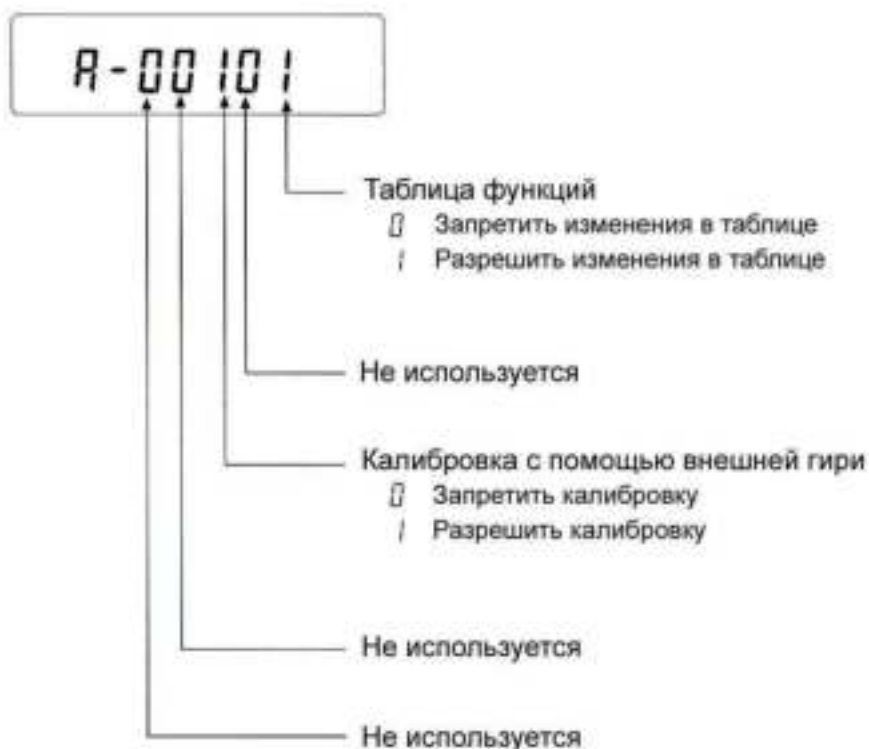 A-00101
Таблица функций
0 Запретить изменения в таблице
1 Разрешить изменения в таблице
Не используется
Калибровка с помощью внешней гири
0 Запретить калибровку
1 Разрешить калибровку
Не используется
Не используется